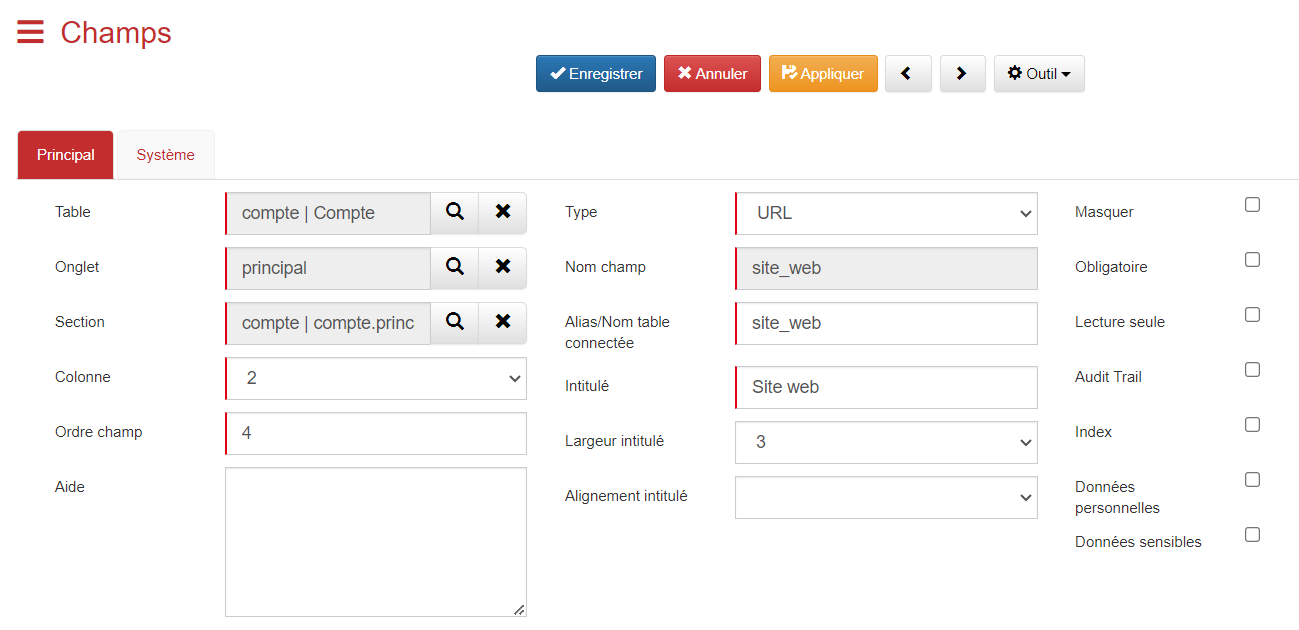 Champs
Enregistrer
Annuler
Appliquer
Outil
Principal
Système
Table
compte | Compte
Onglet
principal
Section
compte | compte.princ
Colonne
2
Ordre champ
4
Aide
Type
URL
Nom champ
site_web
Alias/Nom table
connectée
site_web
Intitulé
Site web
Largeur intitulé
3
Alignement intitulé
Masquer
Obligatoire
Lecture seule
Audit Trail
Index
Données
personnelles
Données sensibles